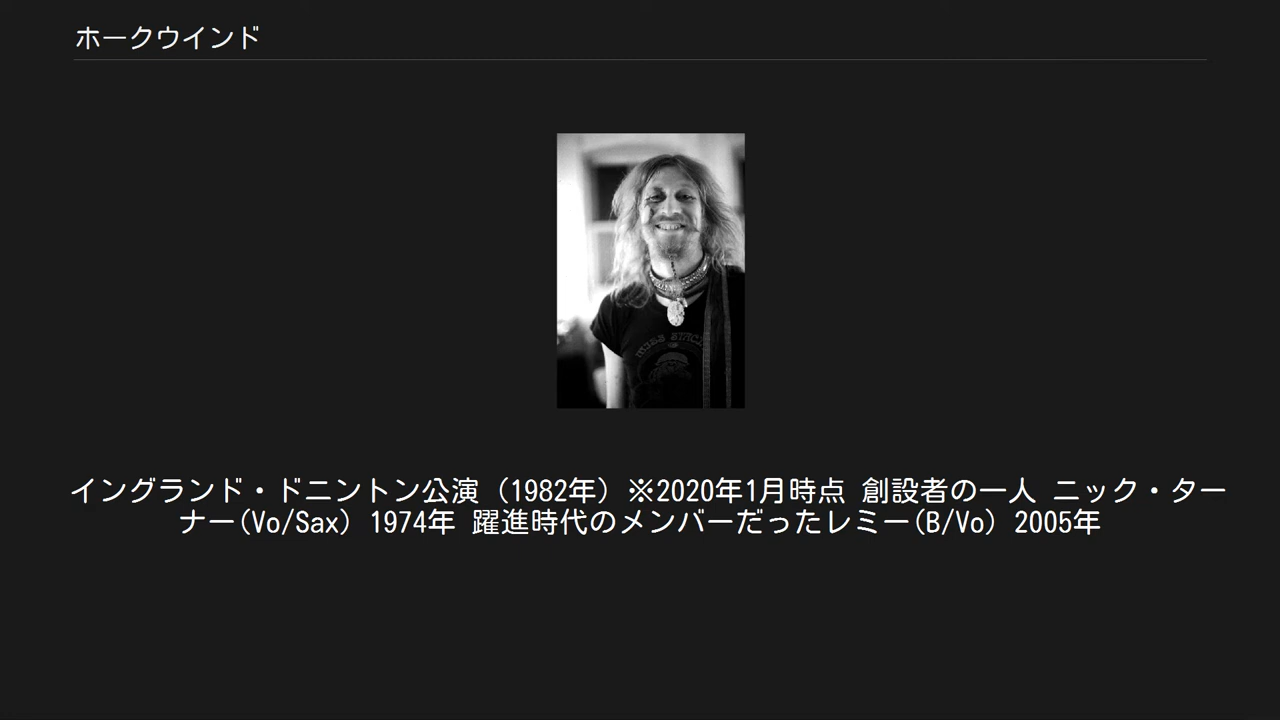 ホークウインド
イングランド・ドニントン公演（1982年）※2020年1月時点 創設者の一人 ニック・ター
ナー(Vo/Sax) 1974年 躍進時代のメンバーだったレミー(B/Vo) 2005年